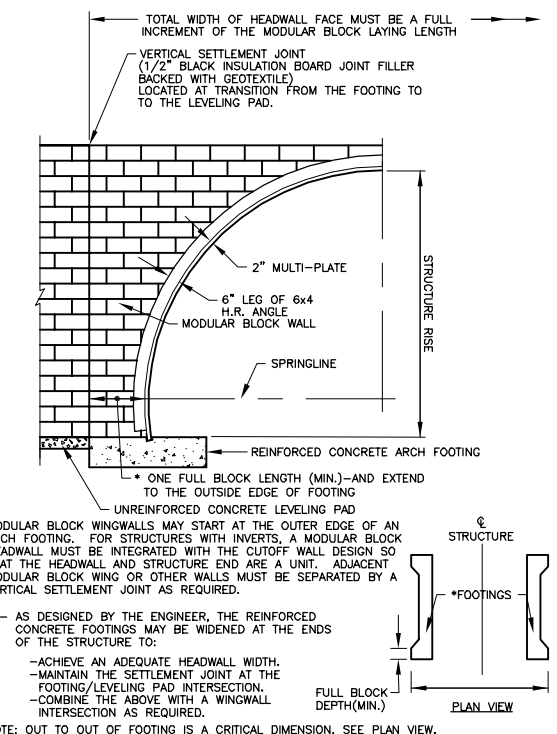 TOTAL WIDTH OF HEADWALL FACE MUST BE A FULL
INCREMENT OF THE MODULAR BLOCK LAYING LENGTH
VERTICAL SETTLEMENT JOINT
(1/2" BLACK INSULATION BOARD JOINT FILLER
BACKED WITH GEOTEXTILE)
LOCATED AT TRANSITION FROM THE FOOTING TO
TO THE LEVELING PAD.
2" MULTI-PLATE
6" LEG OF 6x4
H.R. ANGLE
MODULAR BLOCK WALL
STRUCTURE RISE
SPRINGLINE
REINFORCED CONCRETE ARCH FOOTING
* ONE FULL BLOCK LENGTH (MIN.)-AND EXTEND
TO THE OUTSIDE EDGE OF FOOTING
UNREINFORCED CONCRETE LEVELING PAD
ODULAR BLOCK WINGWALLS MAY START AT THE OUTER EDGE OF AN
CH FOOTING. FOR STRUCTURES WITH INVERTS, A MODULAR BLOCK
EADWALL MUST BE INTEGRATED WITH THE CUTOFF WALL DESIGN SO
AT THE HEADWALL AND STRUCTURE END ARE A UNIT. ADJACENT
ODULAR BLOCK WING OR OTHER WALLS MUST BE SEPARATED BY A
ERTICAL SETTLEMENT JOINT AS REQUIRED.
- AS DESIGNED BY THE ENGINEER, THE REINFORCED
CONCRETE FOOTINGS MAY BE WIDENED AT THE ENDS
OF THE STRUCTURE TO:
-ACHIEVE AN ADEQUATE HEADWALL WIDTH.
-MAINTAIN THE SETTLEMENT JOINT AT THE
FOOTING/LEVELING PAD INTERSECTION.
-COMBINE THE ABOVE WITH A WINGWALL
INTERSECTION AS REQUIRED.
OTE: OUT TO OUT OF FOOTING IS A CRITICAL DIMENSION. SEE PLAN VIEW.
℄
STRUCTURE
*FOOTINGS
FULL BLOCK
DEPTH(MIN.)
PLAN VIEW